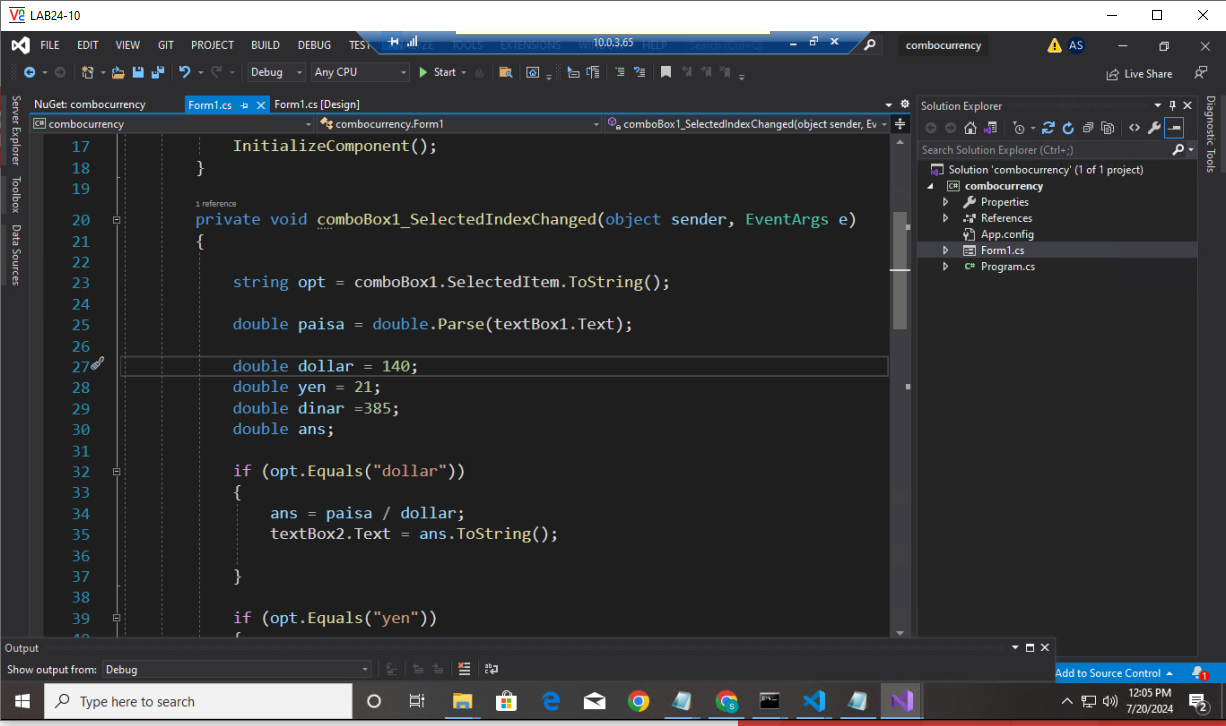 LAB24-10
FILE EDIT VIEW GIT PROJECT BUILD DEBUG TEST ANALYZE TOOLS EXTENSIONS WINDOW HELP Search (Ctrl+Q) combocurrency AS
10.0.3.65
Debug Any CPU Start Live Share
Server Explorer
Toolbox
Data Sources
NuGet: combocurrency Form1.cs Form1.cs [Design]
combocurrency combocurrency.Form1 comboBox1_SelectedIndexChanged(object sender, Ev
17 InitializeComponent();
18 }
19
1 reference
20 private void comboBox1_SelectedIndexChanged(object sender, EventArgs e)
21 {
22
23 string opt = comboBox1.SelectedItem.ToString();
24
25 double paisa = double.Parse(textBox1.Text);
26
27 double dollar = 140;
28 double yen = 21;
29 double dinar =385;
30 double ans;
31
32 if (opt.Equals("dollar"))
33 {
34 ans = paisa / dollar;
35 textBox2.Text = ans.ToString();
36
37 }
38
39 if (opt.Equals("yen"))
40 {
Solution Explorer
Search Solution Explorer (Ctrl+;)
Solution 'combocurrency' (1 of 1 project)
combocurrency
Properties
References
App.config
Form1.cs
Program.cs
Diagnostic Tools
Output
Show output from: Debug
Add to Source Control 1
Type here to search
12:05 PM
7/20/2024
2